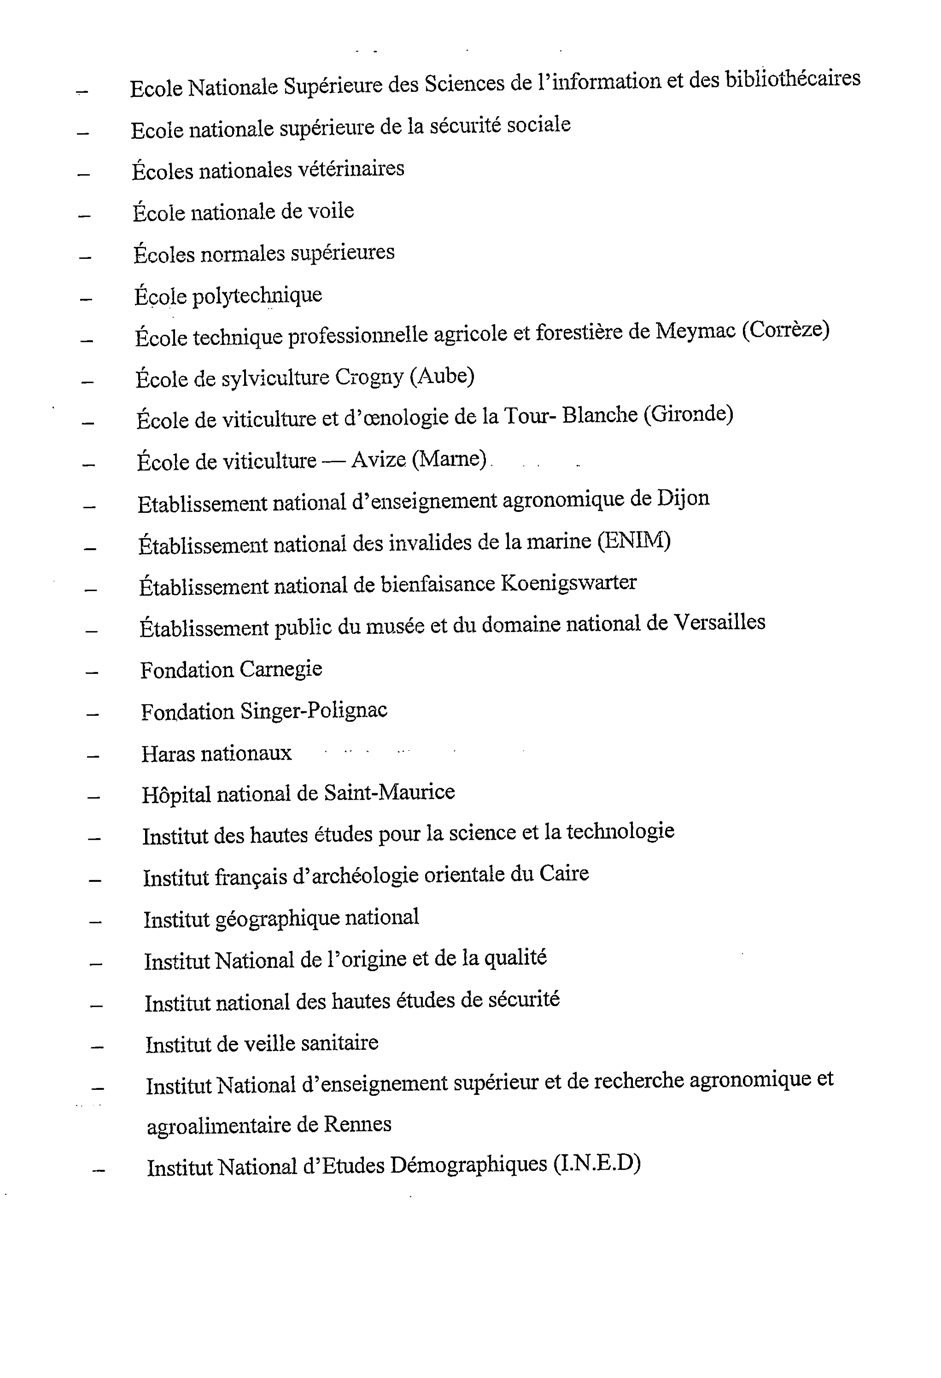 – Ecole Nationale Supérieure des Sciences de l'information et des bibliothécaires
– Ecole nationale supérieure de la sécurité sociale
– Écoles nationales vétérinaires
– École nationale de voile
– Écoles normales supérieures
– École polytechnique
– École technique professionnelle agricole et forestière de Meymac (Corrèze)
– École de sylviculture Crogny (Aube)
– École de viticulture et d'œnologie de la Tour- Blanche (Gironde)
– École de viticulture — Avize (Marne)
– Etablissement national d'enseignement agronomique de Dijon
– Établissement national des invalides de la marine (ENIM)
– Établissement national de bienfaisance Koenigswarter
– Établissement public du musée et du domaine national de Versailles
– Fondation Carnegie
– Fondation Singer-Polignac
– Haras nationaux
– Hôpital national de Saint-Maurice
– Institut des hautes études pour la science et la technologie
– Institut français d'archéologie orientale du Caire
– Institut géographique national
– Institut National de l'origine et de la qualité
– Institut national des hautes études de sécurité
– Institut de veille sanitaire
– Institut National d'enseignement supérieur et de recherche agronomique et
agroalimentaire de Rennes
– Institut National d'Etudes Démographiques (I.N.E.D)